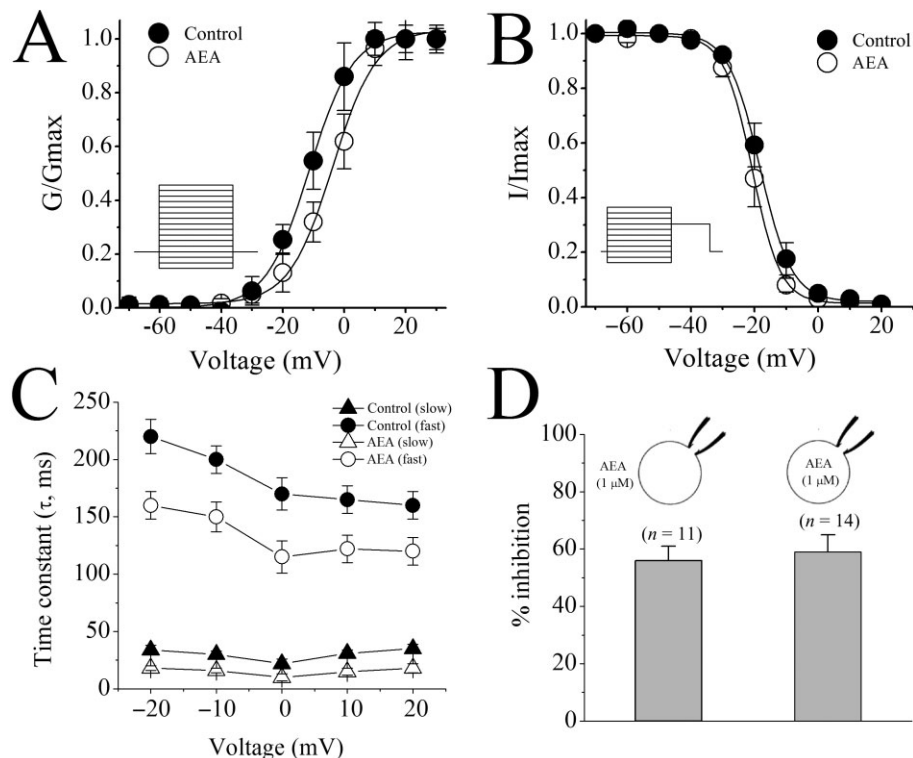 A
Control
AEA
1.0
0.8
0.6
0.4
0.2
0.0
G/Gmax
-60
-40
-20
0
20
Voltage (mV)
B
Control
AEA
1.0
0.8
0.6
0.4
0.2
0.0
I/Imax
-60
-40
-20
0
20
Voltage (mV)
C
Control (slow)
Control (fast)
AEA (slow)
AEA (fast)
250
200
150
100
50
25
0
Time constant (τ, ms)
−20
−10
0
10
20
Voltage (mV)
D
100
80
60
40
20
0
% inhibition
AEA
(1 μM)
(n = 11)
AEA
(1 μM)
(n = 14)